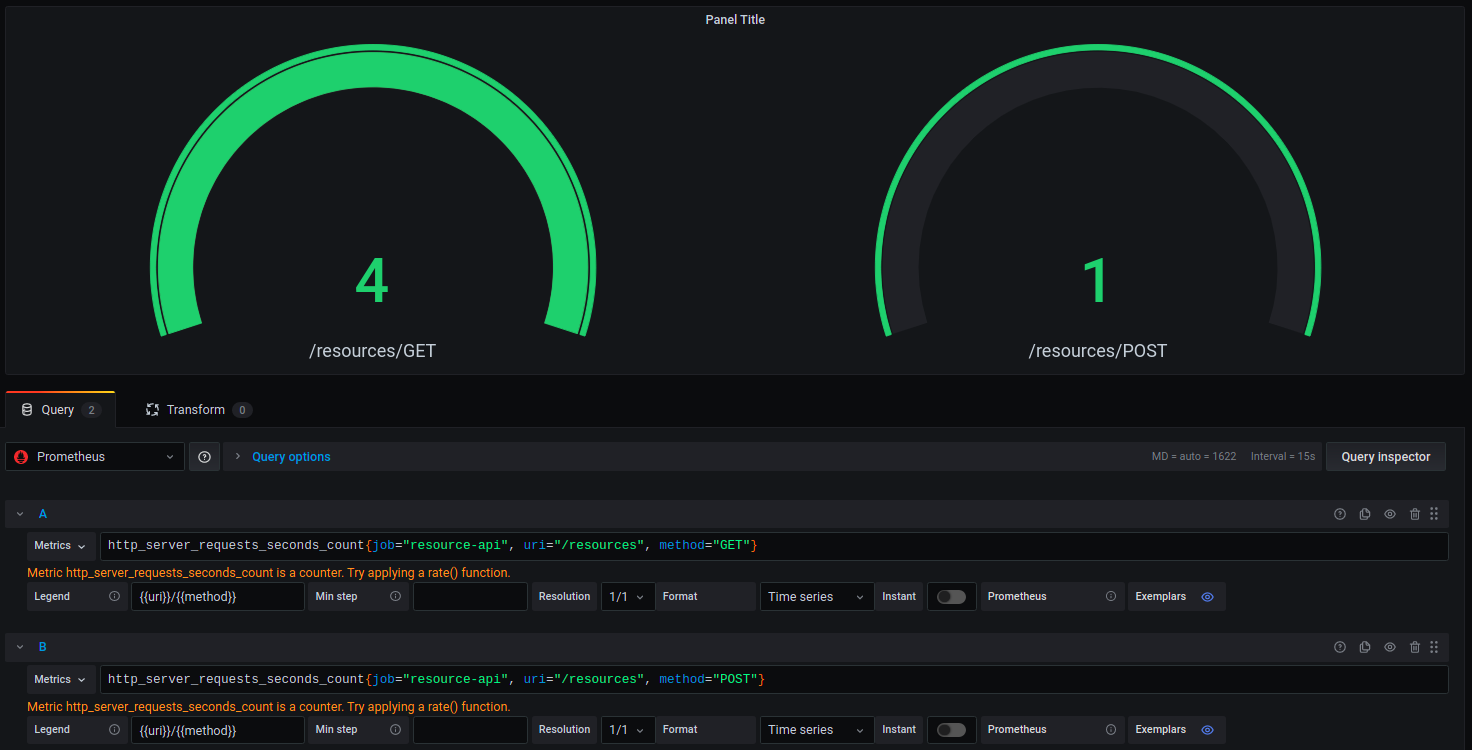 Panel Title
4
1
/resources/GET
/resources/POST
Query 2 Transform 0
Prometheus Query options MD = auto = 1622 Interval = 15s Query inspector
A
Metrics http_server_requests_seconds_count{job="resource-api", uri="/resources", method="GET"}
Metric http_server_requests_seconds_count is a counter. Try applying a rate() function.
Legend {{uri}}/{{method}} Min step Resolution 1/1 Format Time series Instant Prometheus Exemplars
B
Metrics http_server_requests_seconds_count{job="resource-api", uri="/resources", method="POST"}
Metric http_server_requests_seconds_count is a counter. Try applying a rate() function.
Legend {{uri}}/{{method}} Min step Resolution 1/1 Format Time series Instant Prometheus Exemplars